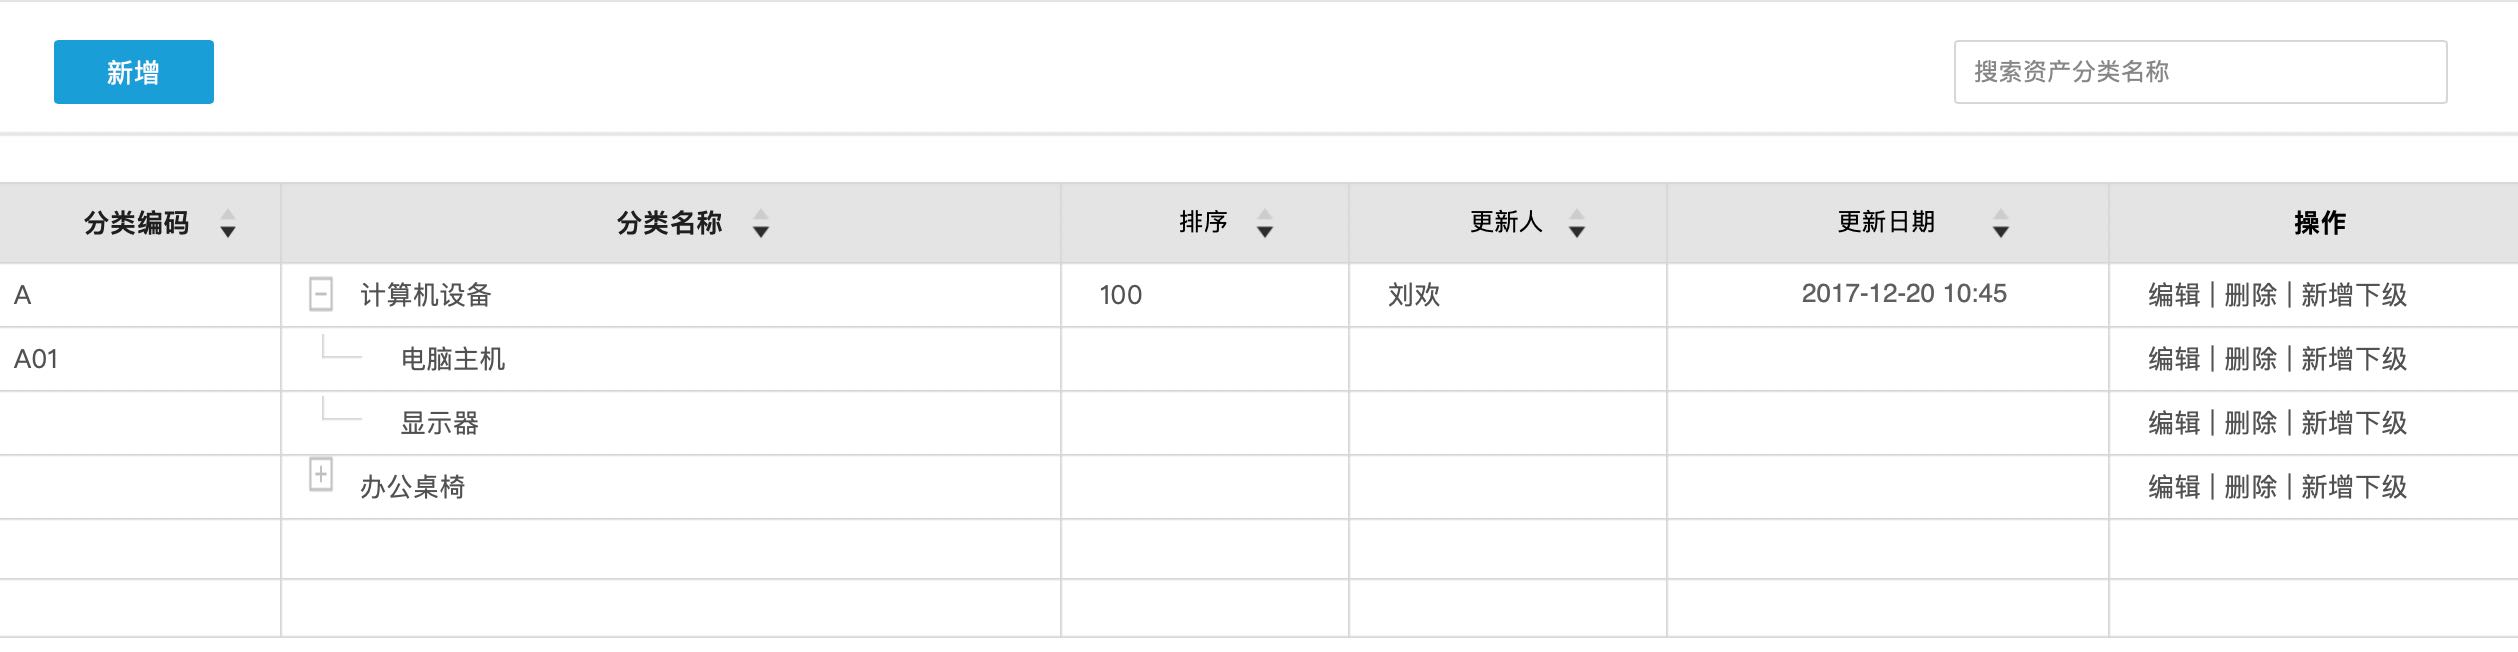 新增
搜索资产分类名称
分类编码 分类名称 排序 更新人 更新日期 操作
A 计算机设备 100 刘欢 2017-12-20 10:45 编辑 | 删除 | 新增下级
A01 电脑主机 编辑 | 删除 | 新增下级
显示器 编辑 | 删除 | 新增下级
办公桌椅 编辑 | 删除 | 新增下级